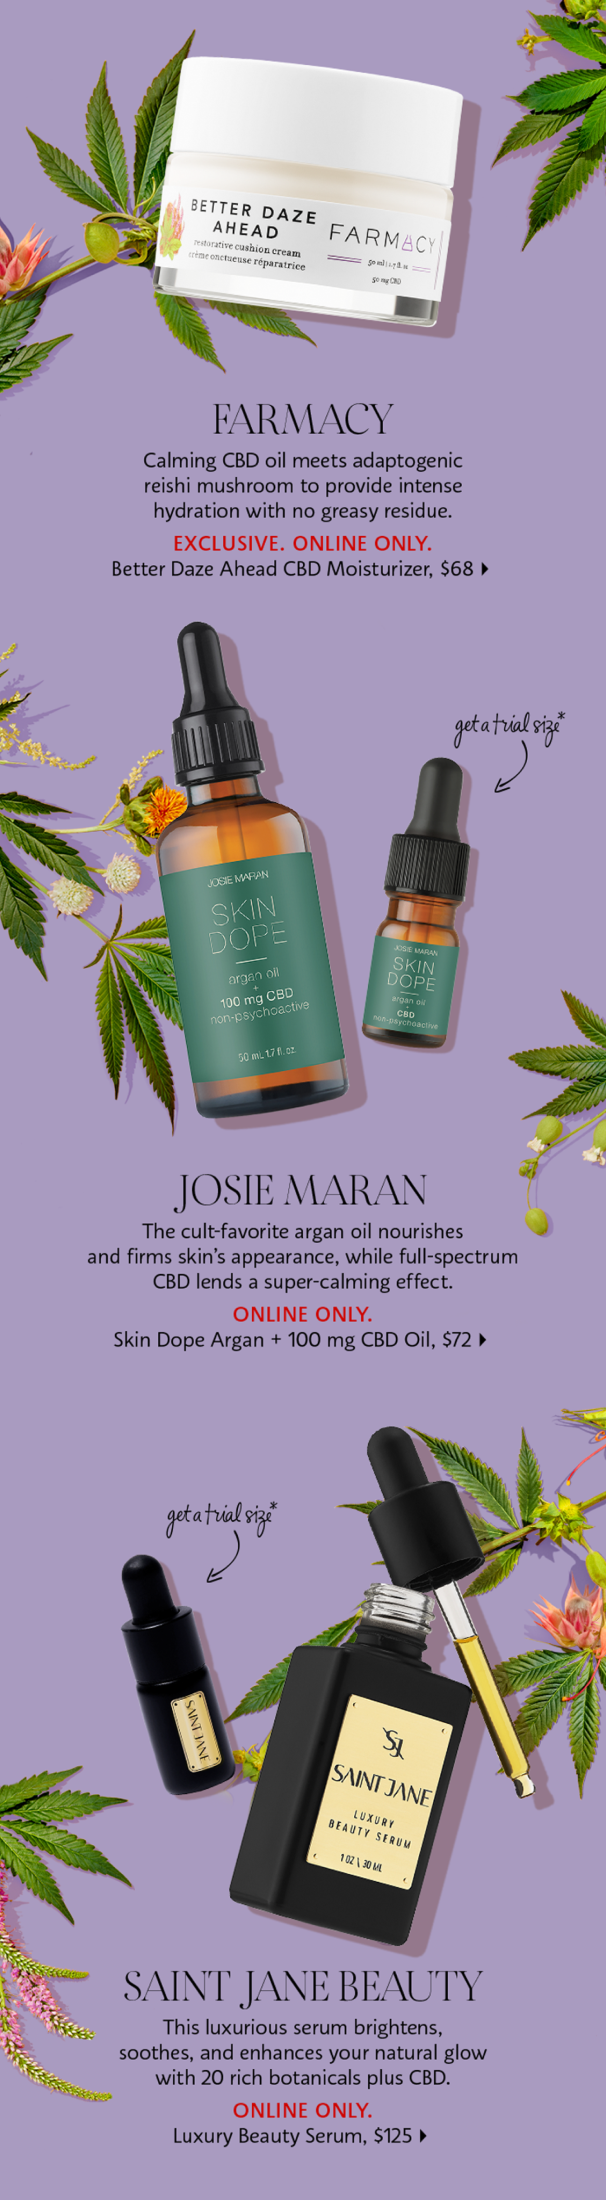 BETTER DAZE
AHEAD
restorative cushion cream
crème onctueuse réparatrice
FARMACY
50 ml | 1.7 fl. oz
50 mg CBD
FARMACY
Calming CBD oil meets adaptogenic
reishi mushroom to provide intense
hydration with no greasy residue.
EXCLUSIVE. ONLINE ONLY.
Better Daze Ahead CBD Moisturizer, $68
get a trial size*
JOSIE MARAN
SKIN
DOPE
argan oil
+
100 mg CBD
non-psychoactive
50 mL 1.7 fl. oz.
JOSIE MARAN
SKIN
DOPE
argan oil
CBD
non-psychoactive
JOSIE MARAN
The cult-favorite argan oil nourishes
and firms skin's appearance, while full-spectrum
CBD lends a super-calming effect.
ONLINE ONLY.
Skin Dope Argan + 100 mg CBD Oil, $72
get a trial size*
SAINT JANE
SJ
SAINT JANE
LUXURY
BEAUTY SERUM
1 OZ \ 30 ML
SAINT JANE BEAUTY
This luxurious serum brightens,
soothes, and enhances your natural glow
with 20 rich botanicals plus CBD.
ONLINE ONLY.
Luxury Beauty Serum, $125